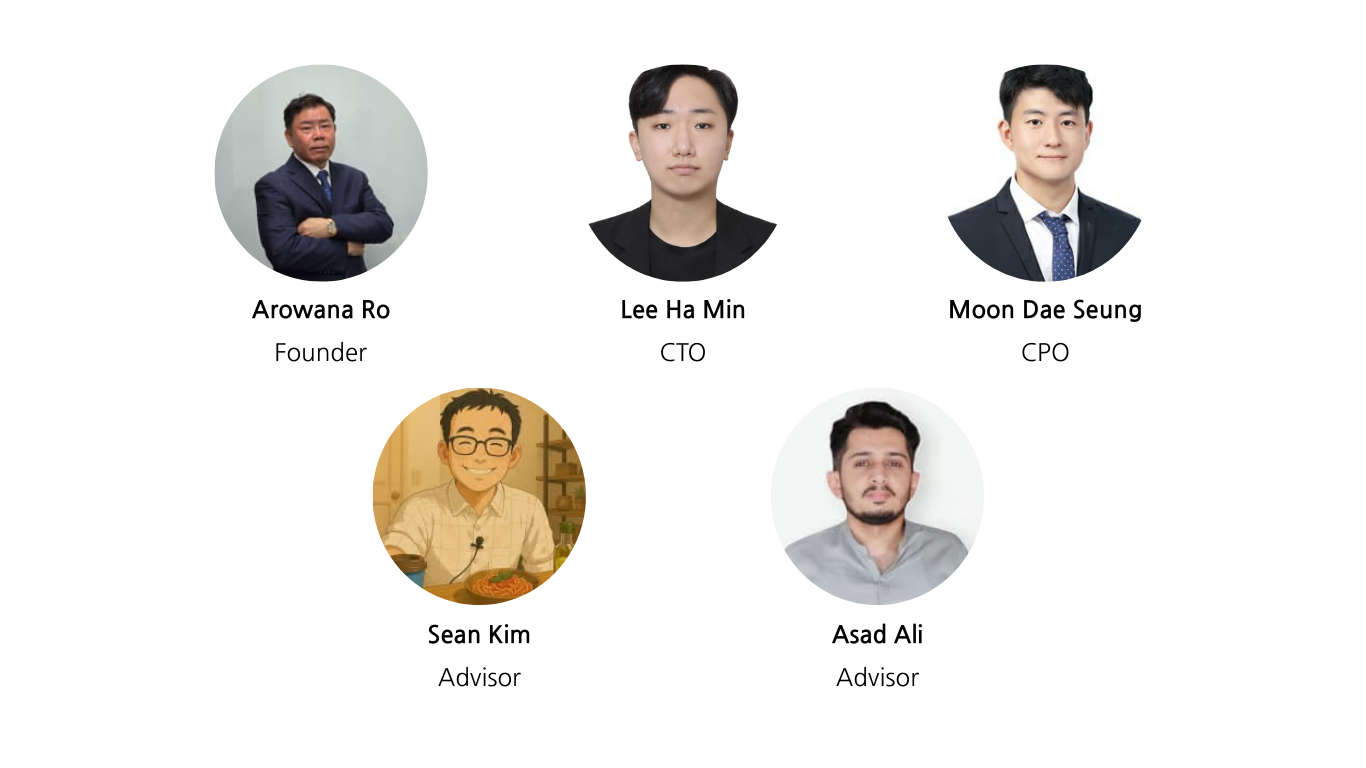 Arowana Ro
Founder
Lee Ha Min
CTO
Moon Dae Seung
CPO
Sean Kim
Advisor
Asad Ali
Advisor